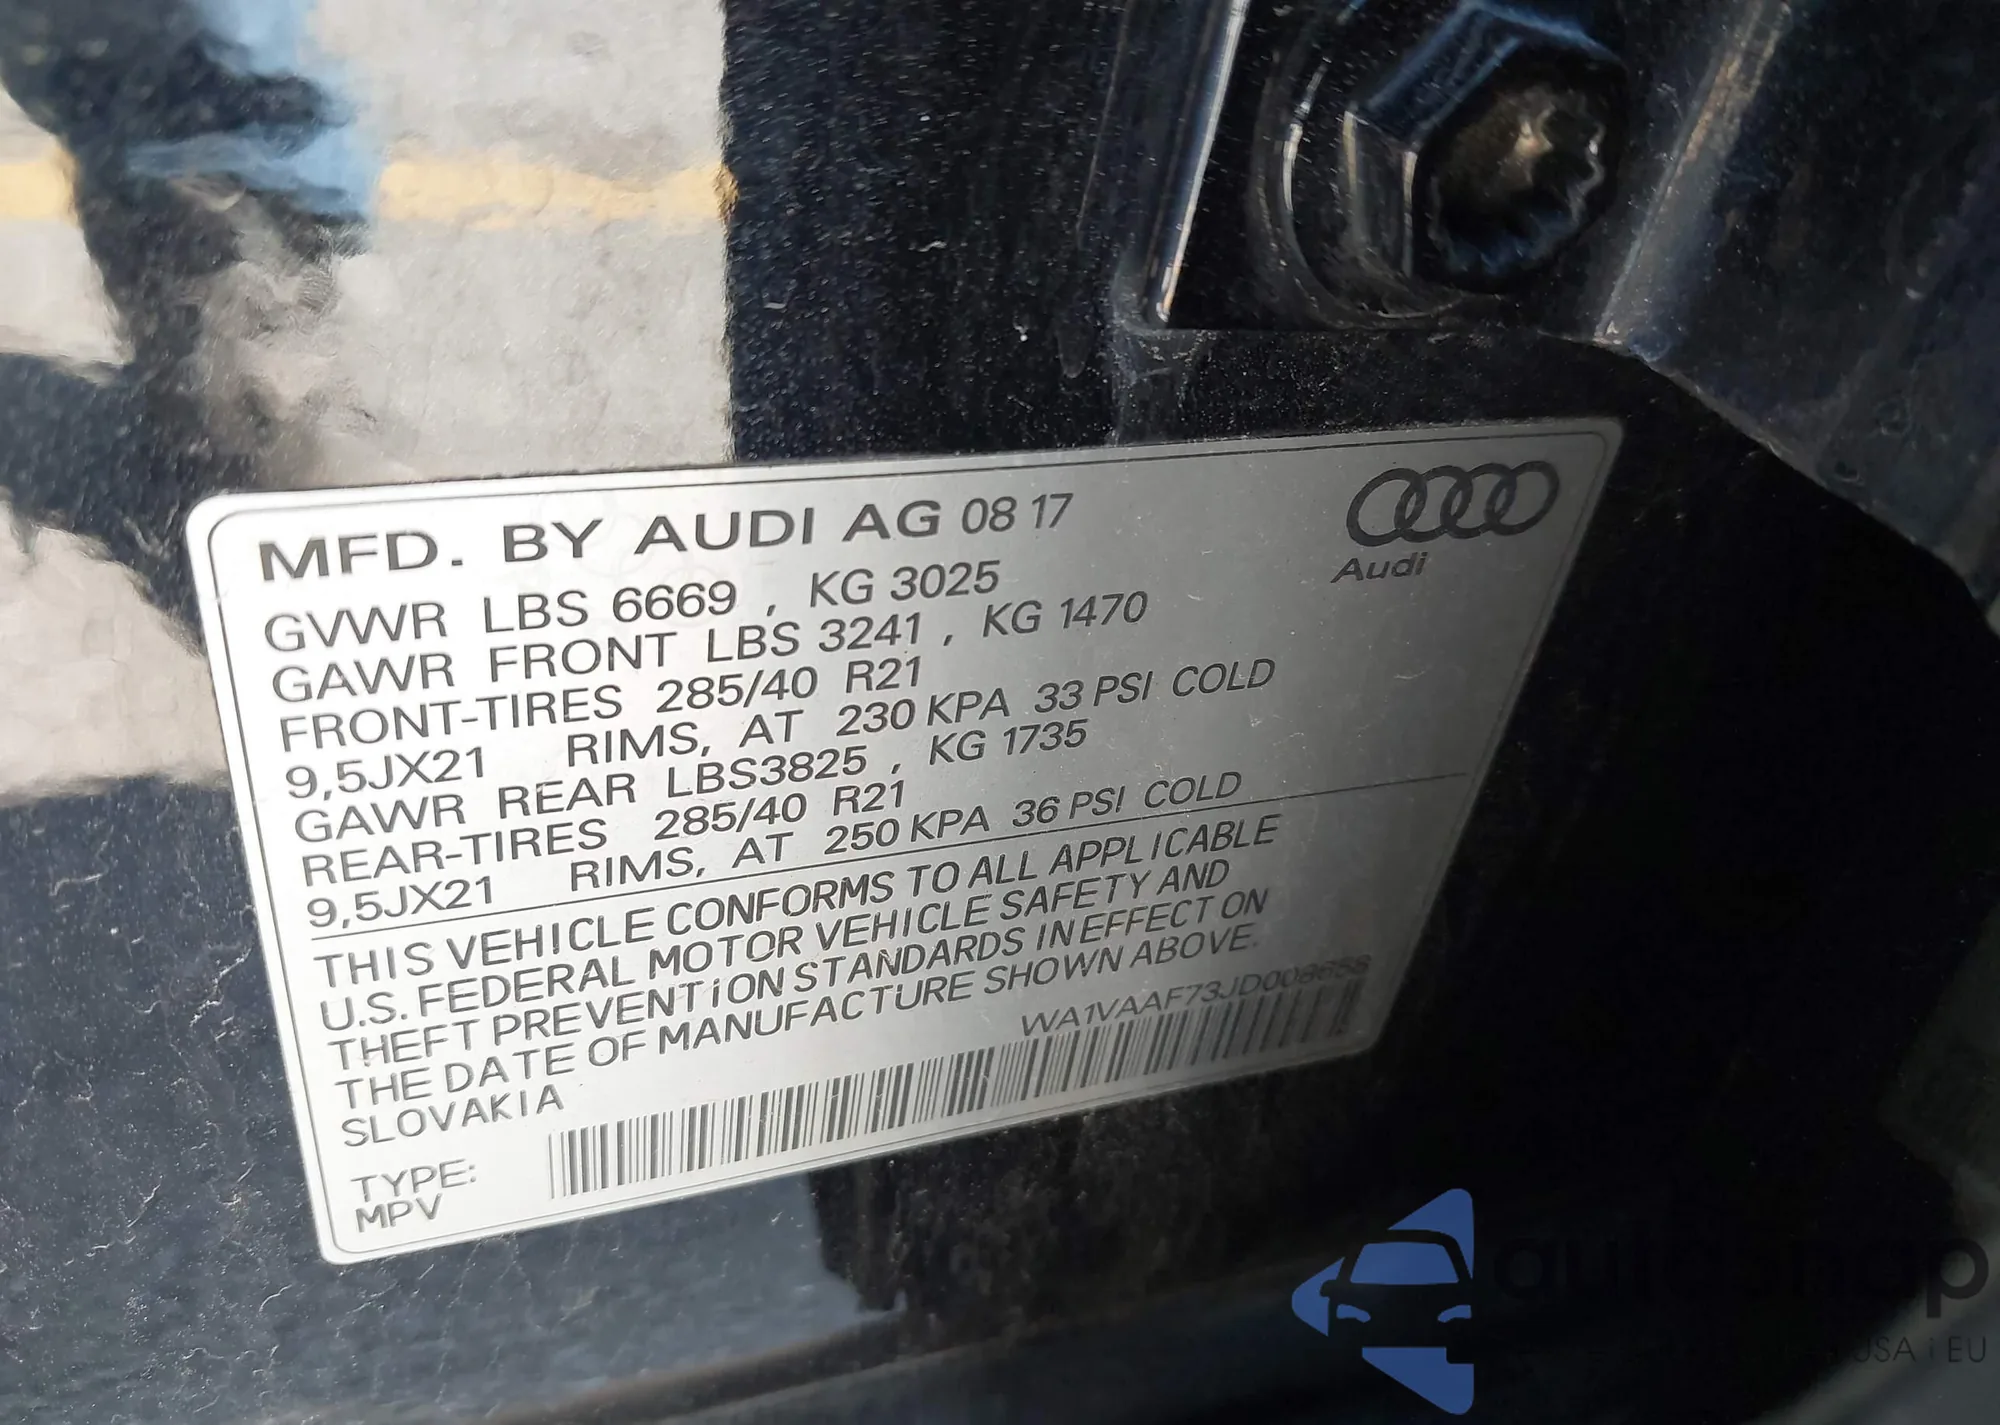 MFD. BY AUDI AG 08 17
GVWR LBS 6669 , KG 3025
GAWR FRONT LBS 3241 , KG 1470
FRONT-TIRES 285/40 R21
9,5JX21 RIMS, AT 230 KPA 33 PSI COLD
GAWR REAR LBS3825 , KG 1735
REAR-TIRES 285/40 R21
9,5JX21 RIMS, AT 250 KPA 36 PSI COLD
THIS VEHICLE CONFORMS TO ALL APPLICABLE
U.S. FEDERAL MOTOR VEHICLE SAFETY AND
THEFT PREVENTION STANDARDS IN EFFECT ON
THE DATE OF MANUFACTURE SHOWN ABOVE.
SLOVAKIA
TYPE:
MPV
Audi
USA i EU